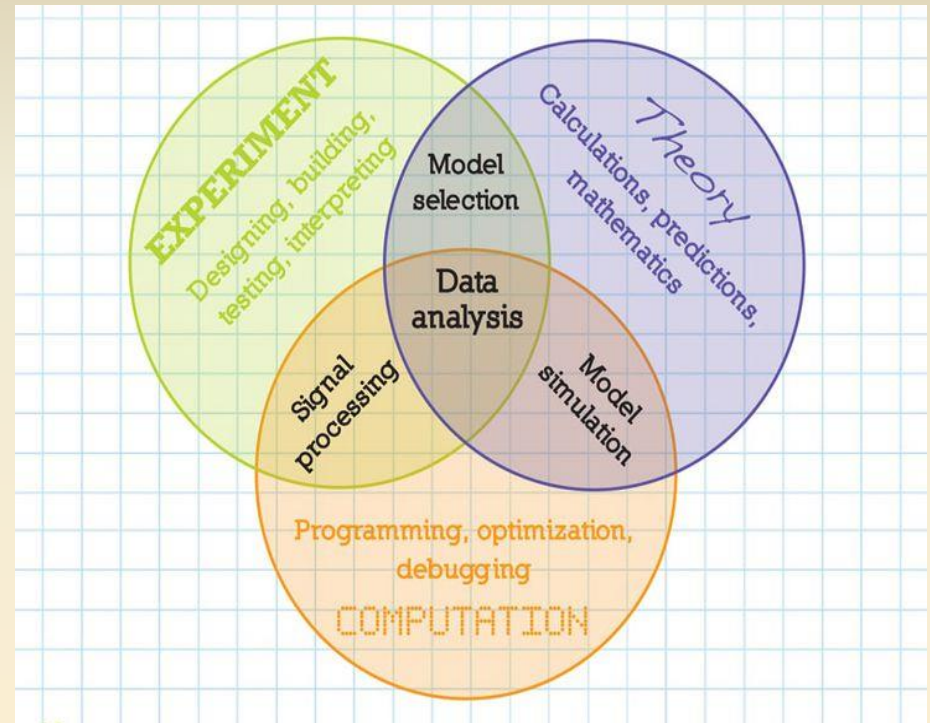 EXPERIMENT
Designing, building,
testing, interpreting
Theory
Calculations, predictions,
mathematics
Model
selection
Data
analysis
Signal
processing
Model
simulation
Programming, optimization,
debugging
COMPUTATION